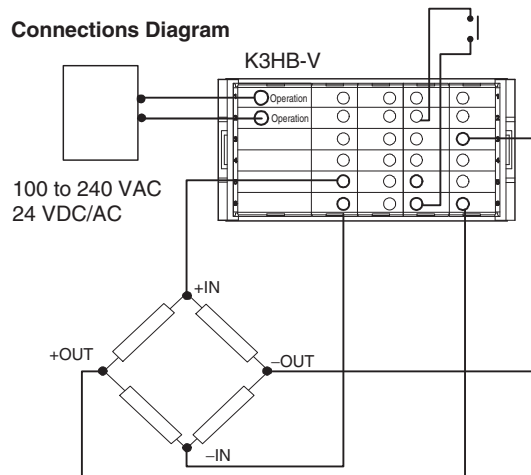 Connections Diagram
K3HB-V
Operation
Operation
100 to 240 VAC
24 VDC/AC
+IN
+OUT
−OUT
−IN